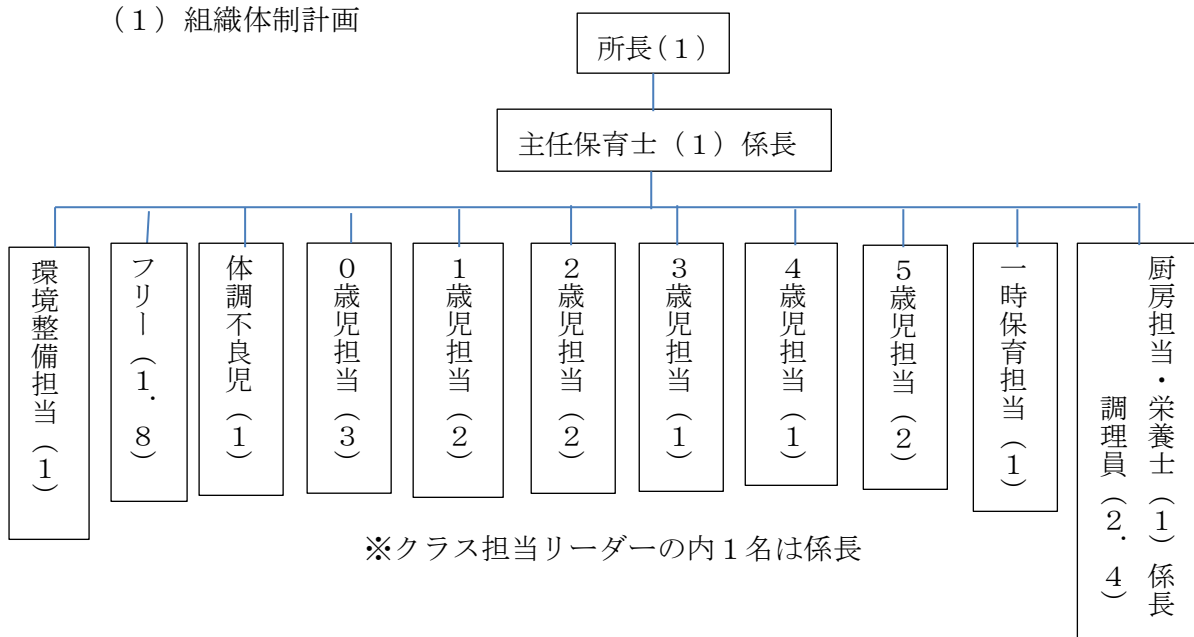 （１）組織体制計画
所長（１）
主任保育士（１）係長
環境整備担当（１）
フリー（１．８）
体調不良児（１）
０歳児担当（３）
１歳児担当（２）
２歳児担当（２）
３歳児担当（１）
４歳児担当（１）
５歳児担当（２）
一時保育担当（１）
厨房担当・栄養士（１）係長
調理員（２．４）
※クラス担当リーダーの内１名は係長